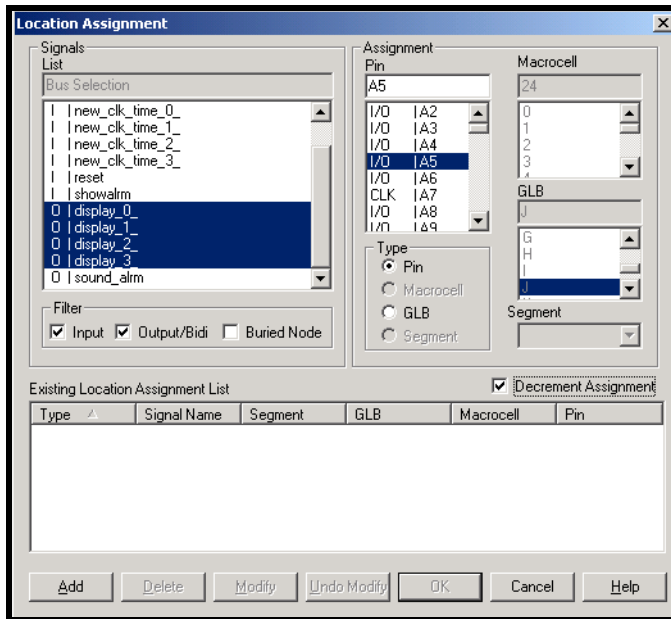 Location Assignment
Signals
List
Bus Selection
I | new_clk_time_0_
I | new_clk_time_1_
I | new_clk_time_2_
I | new_clk_time_3_
I | reset
I | showalrm
O | display_0_
O | display_1_
O | display_2_
O | display_3_
O | sound_alrm
Filter
Input
Output/Bidi
Buried Node
Assignment
Pin
A5
I/O | A2
I/O | A3
I/O | A4
I/O | A5
I/O | A6
CLK | A7
I/O | A8
I/O | A9
Type
Pin
Macrocell
GLB
Segment
Macrocell
24
0
1
2
3
4
GLB
J
G
H
I
J
Segment
Existing Location Assignment List
Decrement Assignment
Type Signal Name Segment GLB Macrocell Pin
Add Delete Modify Undo Modify OK Cancel Help